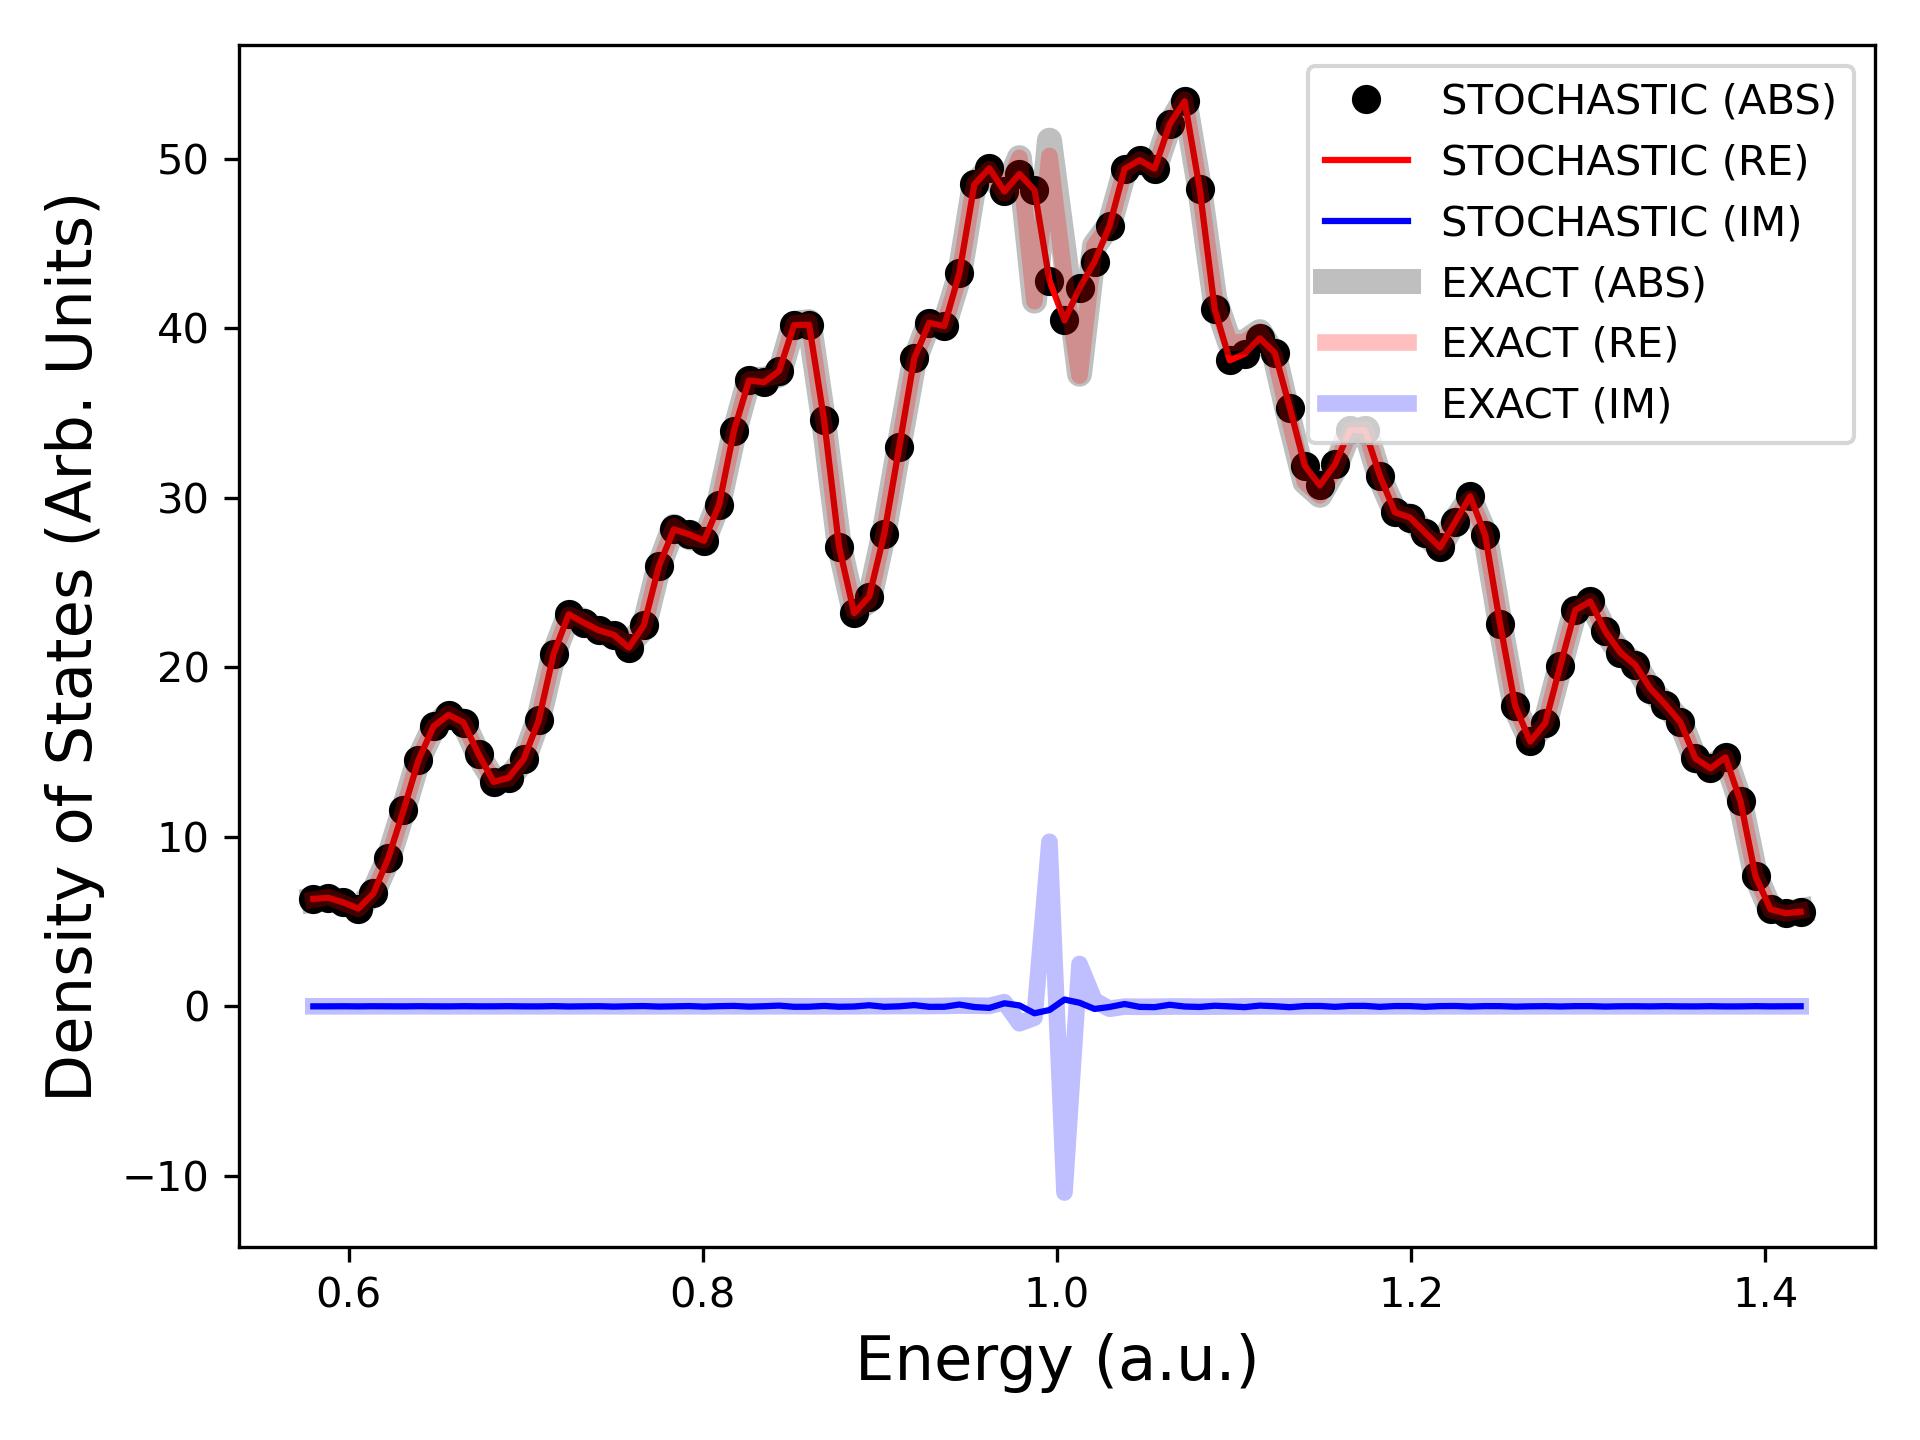 Density of States (Arb. Units)
50
40
30
20
10
0
−10
STOCHASTIC (ABS)
STOCHASTIC (RE)
STOCHASTIC (IM)
EXACT (ABS)
EXACT (RE)
EXACT (IM)
0.6 0.8 1.0 1.2 1.4
Energy (a.u.)